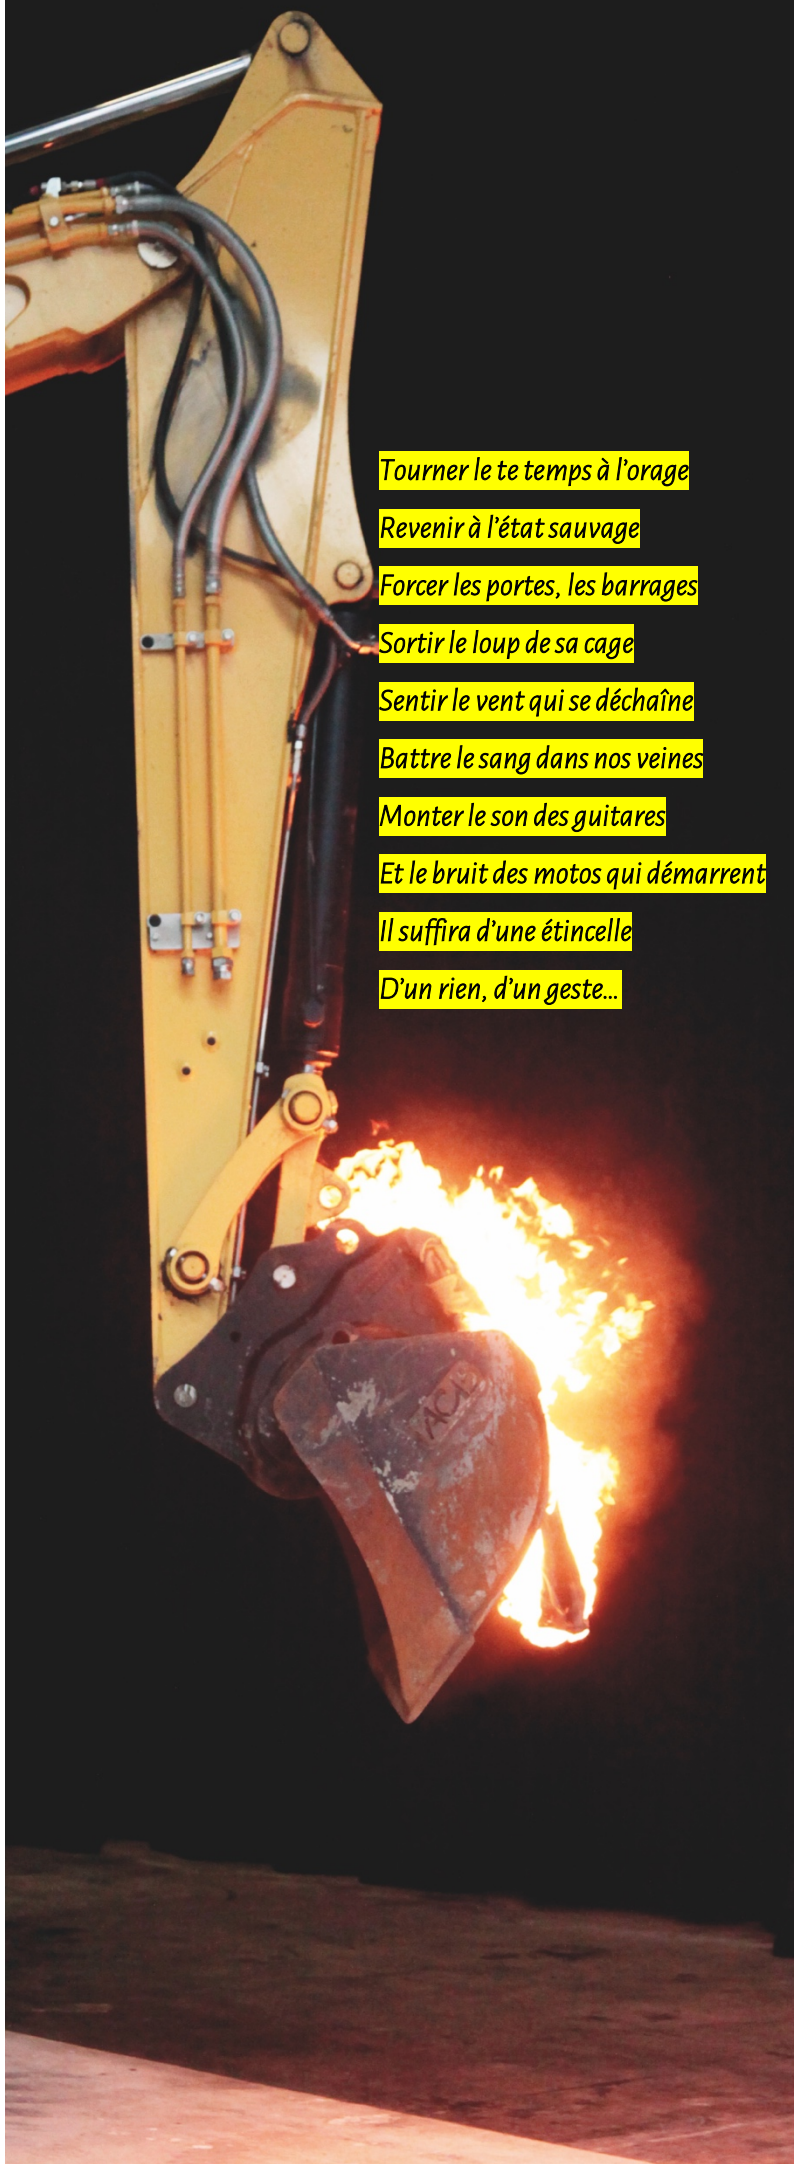 Tourner le te temps à l’orage
Revenir à l’état sauvage
Forcer les portes, les barrages
Sortir le loup de sa cage
Sentir le vent qui se déchaîne
Battre le sang dans nos veines
Monter le son des guitares
Et le bruit des motos qui démarrent
Il suffira d’une étincelle
D’un rien, d’un geste…